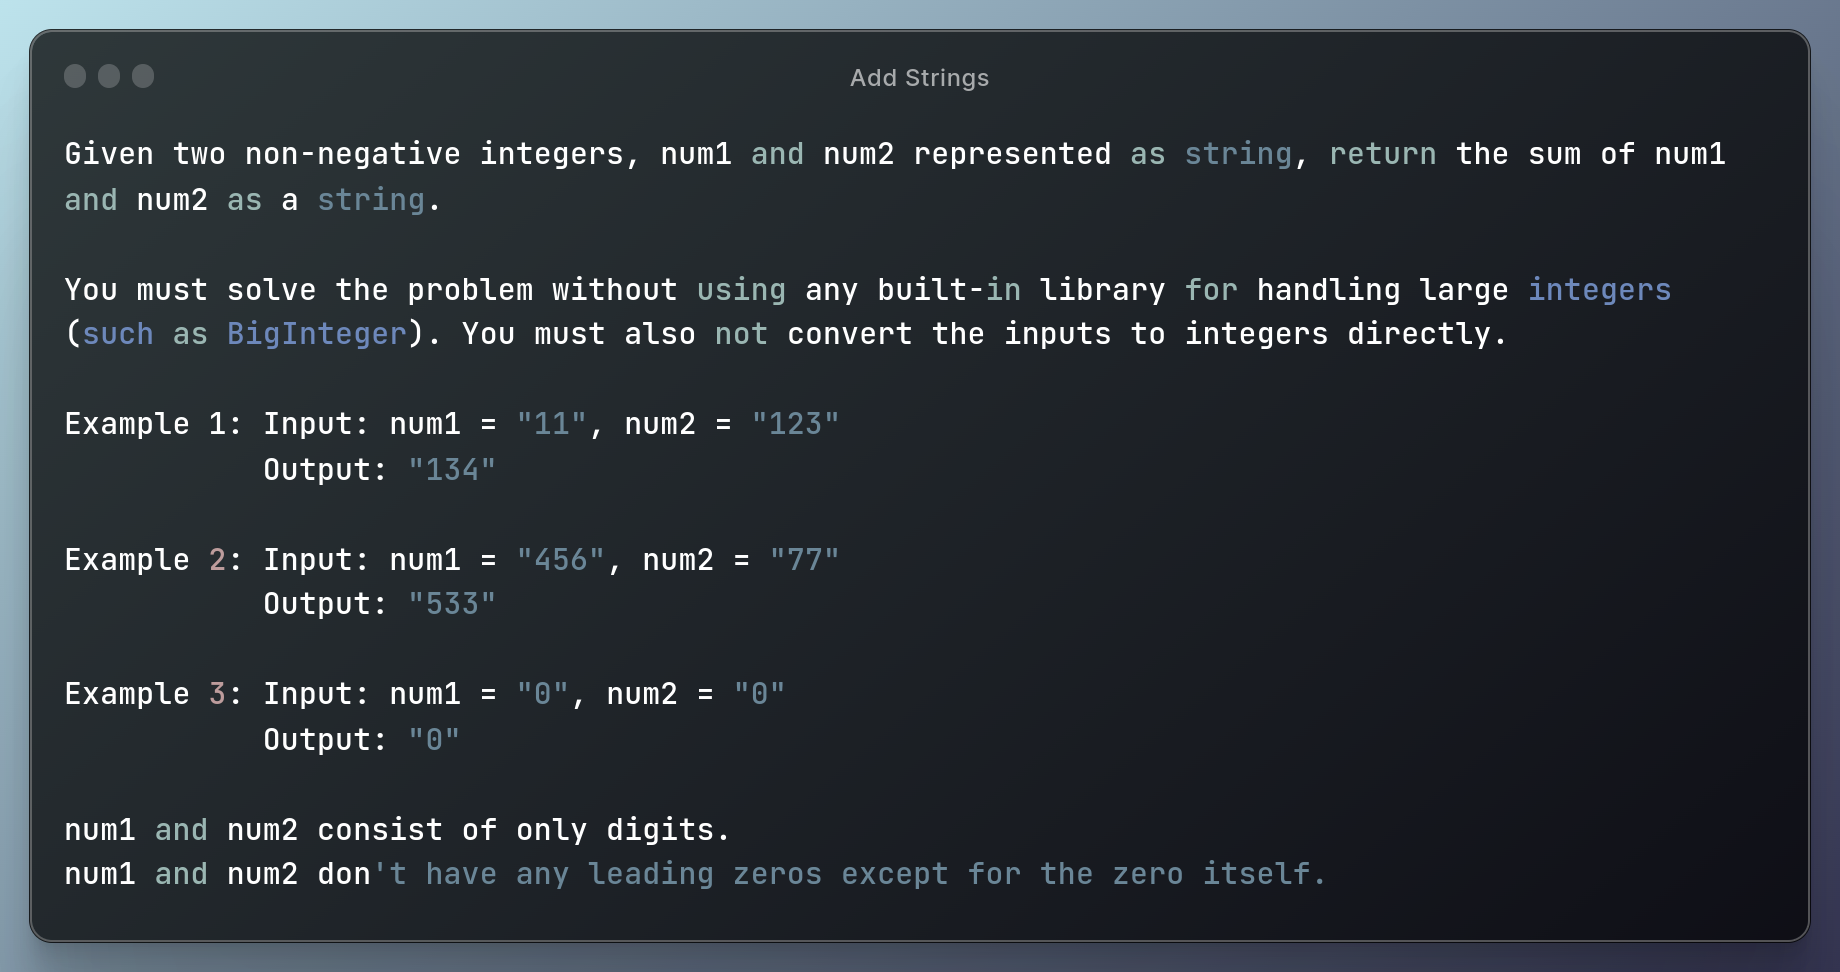 Add Strings
Given two non-negative integers, num1 and num2 represented as string, return the sum of num1
and num2 as a string.
You must solve the problem without using any built-in library for handling large integers
(such as BigInteger). You must also not convert the inputs to integers directly.
Example 1: Input: num1 = "11", num2 = "123"
Output: "134"
Example 2: Input: num1 = "456", num2 = "77"
Output: "533"
Example 3: Input: num1 = "0", num2 = "0"
Output: "0"
num1 and num2 consist of only digits.
num1 and num2 don't have any leading zeros except for the zero itself.